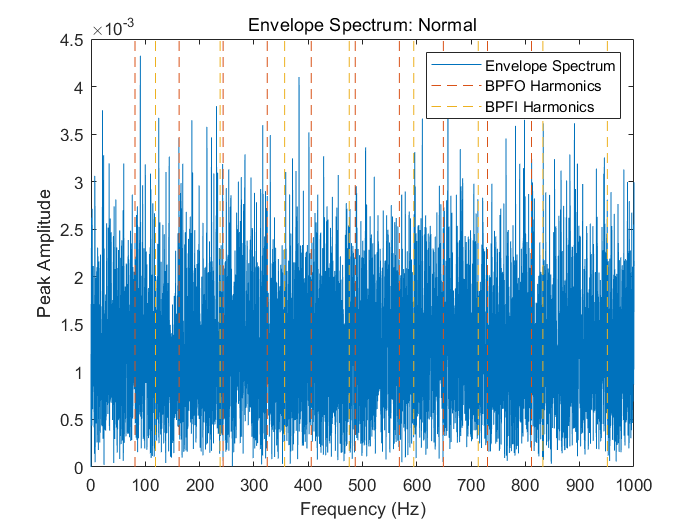 Envelope Spectrum: Normal
×10-3
4.5
4
3.5
3
2.5
2
1.5
1
0.5
0
Peak Amplitude
Envelope Spectrum
BPFO Harmonics
BPFI Harmonics
0 100 200 300 400 500 600 700 800 900 1000
Frequency (Hz)